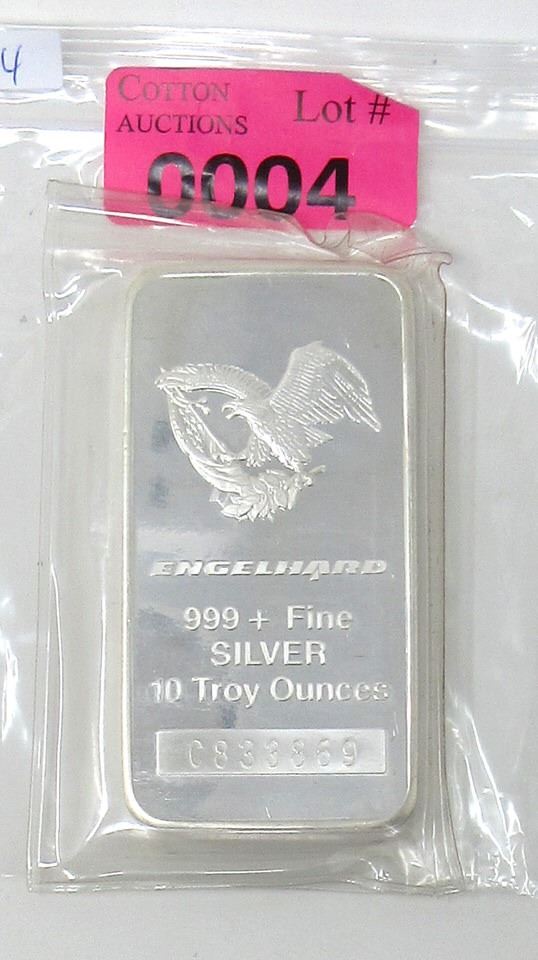 4
COTTON
AUCTIONS
Lot #
0004
ENGELHARD
999 + Fine
SILVER
10 Troy Ounces
C833869